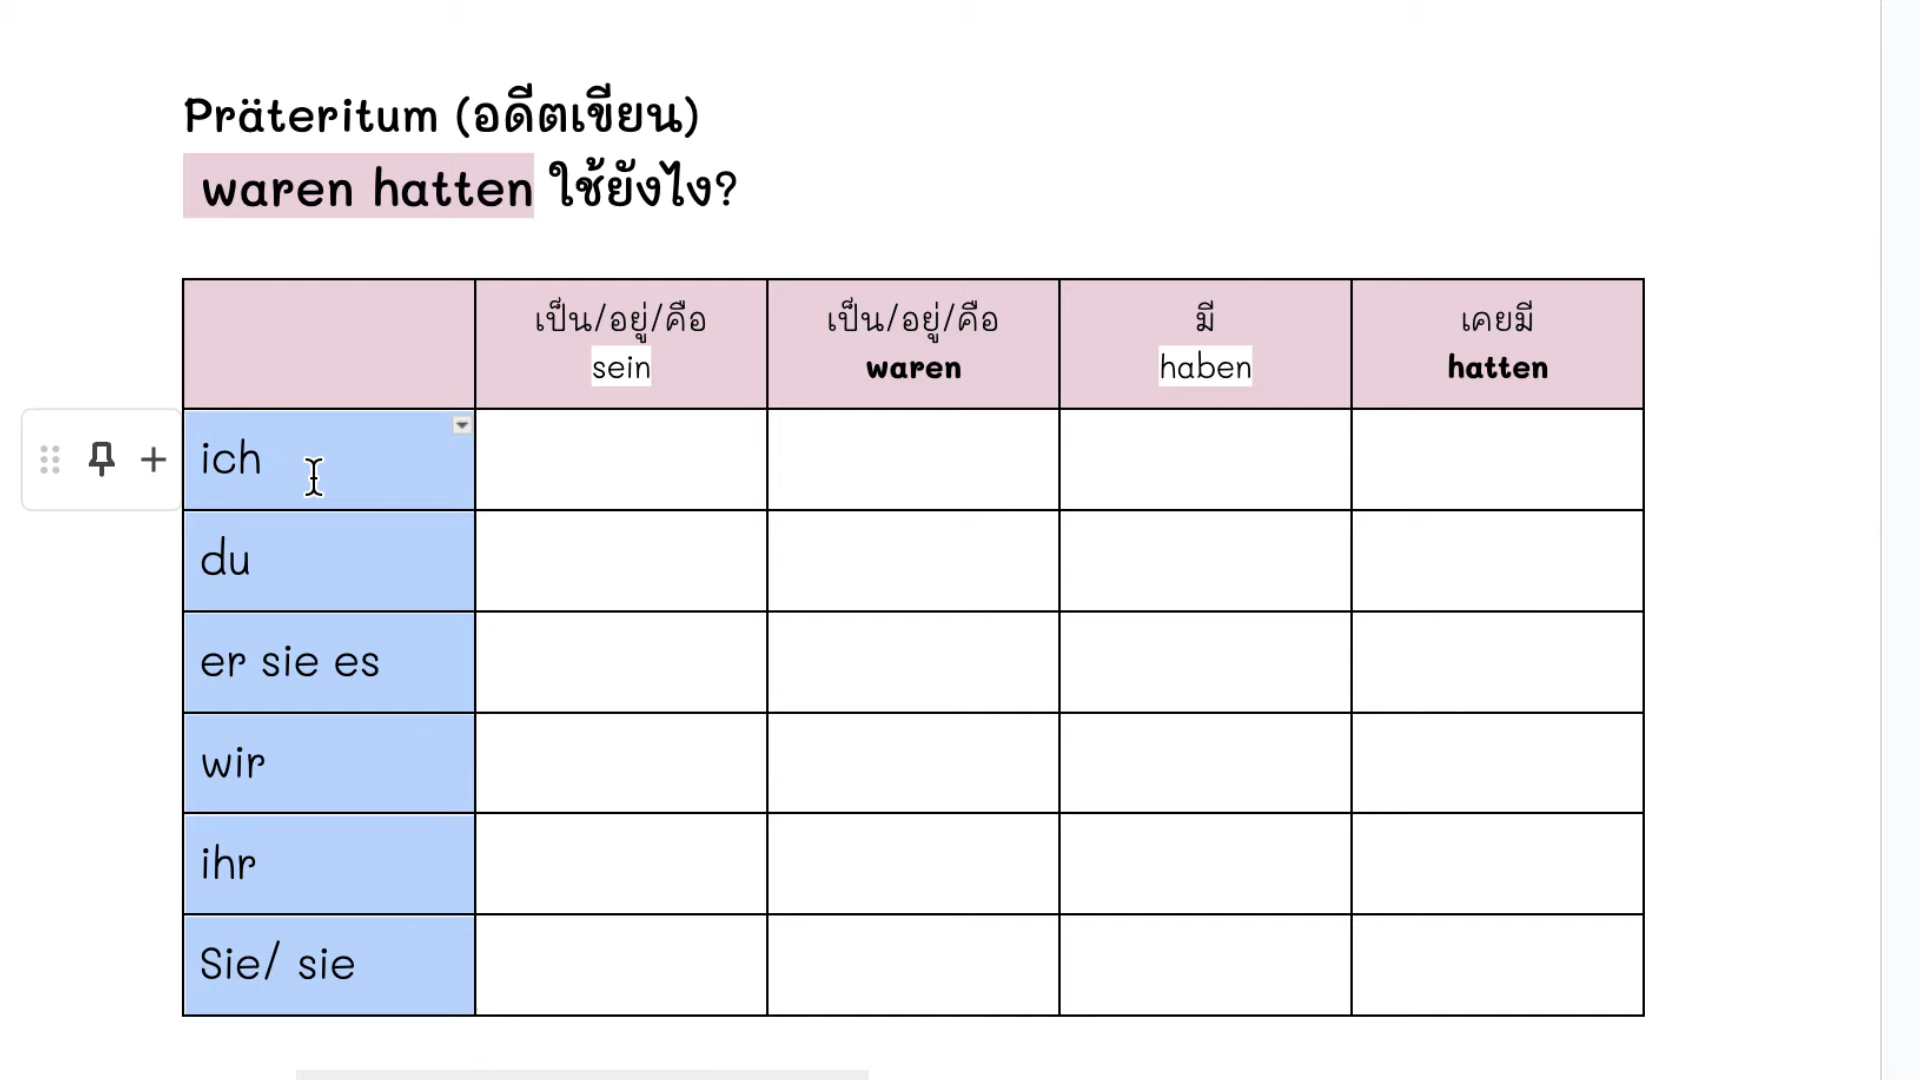 Präteritum (อดีตเขียน)
waren hatten ใช้ยังไง?
เป็น/อยู่/คือ
sein
เป็น/อยู่/คือ
waren
มี
haben
เคยมี
hatten
ich
du
er sie es
wir
ihr
Sie/ sie